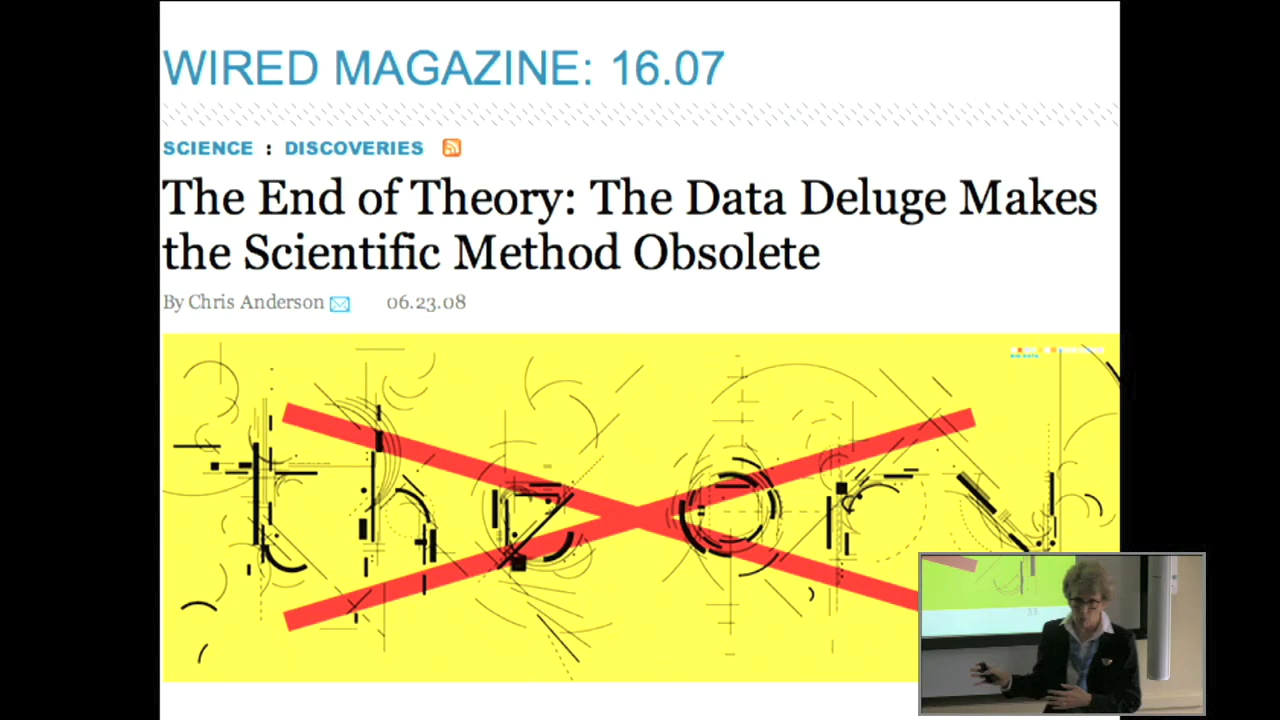 WIRED MAGAZINE: 16.07
SCIENCE : DISCOVERIES
The End of Theory: The Data Deluge Makes
the Scientific Method Obsolete
By Chris Anderson 06.23.08
theory
33